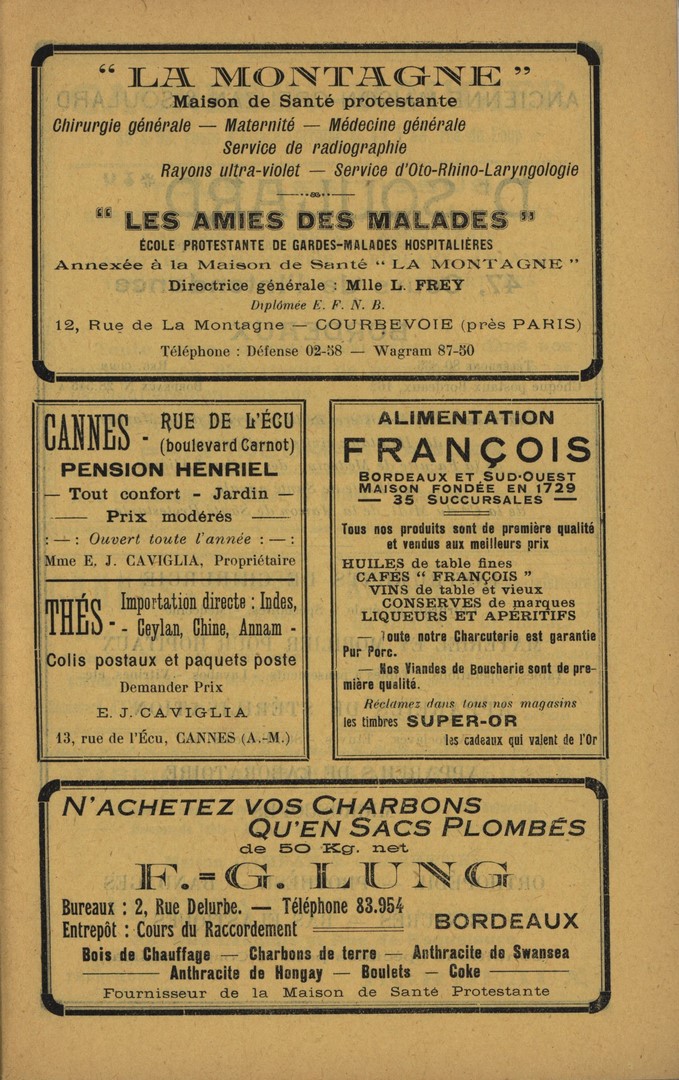 “ LA MONTAGNE ”
Maison de Santé protestante
Chirurgie générale — Maternité — Médecine générale
Service de radiographie
Rayons ultra-violet — Service d'Oto-Rhino-Laryngologie
“ LES AMIES DES MALADES ”
ÉCOLE PROTESTANTE DE GARDES-MALADES HOSPITALIÈRES
Annexée à la Maison de Santé “ LA MONTAGNE ”
Directrice générale : Mlle L. FREY
Diplômée E. F. N. B.
12, Rue de La Montagne — COURBEVOIE (près PARIS)
Téléphone : Défense 02-58 — Wagram 87-50
CANNES - RUE DE L'ÉCU
(boulevard Carnot)
PENSION HENRIEL
— Tout confort - Jardin —
—— Prix modérés ——
: — : Ouvert toute l'année : — :
Mme E. J. CAVIGLIA, Propriétaire
THÉS - Importation directe : Indes,
- Ceylan, Chine, Annam -
Colis postaux et paquets poste
Demander Prix
E. J. CAVIGLIA
13, rue de l'Écu, CANNES (A.-M.)
ALIMENTATION
FRANÇOIS
BORDEAUX ET SUD-OUEST
MAISON FONDÉE EN 1729
— 35 SUCCURSALES —
Tous nos produits sont de première qualité
et vendus aux meilleurs prix
HUILES de table fines
CAFES “ FRANÇOIS ”
VINS de table et vieux
CONSERVES de marques
LIQUEURS ET APÉRITIFS
— Toute notre Charcuterie est garantie
Pur Porc.
— Nos Viandes de Boucherie sont de pre-
mière qualité.
Réclamez dans tous nos magasins
les timbres SUPER-OR
les cadeaux qui valent de l'Or
N'ACHETEZ VOS CHARBONS
QU'EN SACS PLOMBÉS
de 50 Kg. net
F.-G. LUNG
Bureaux : 2, Rue Delurbe. — Téléphone 83.954
Entrepôt : Cours du Raccordement
BORDEAUX
Bois de Chauffage — Charbons de terre — Anthracite de Swansea
Anthracite de Hongay — Boulets — Coke
Fournisseur de la Maison de Santé Protestante